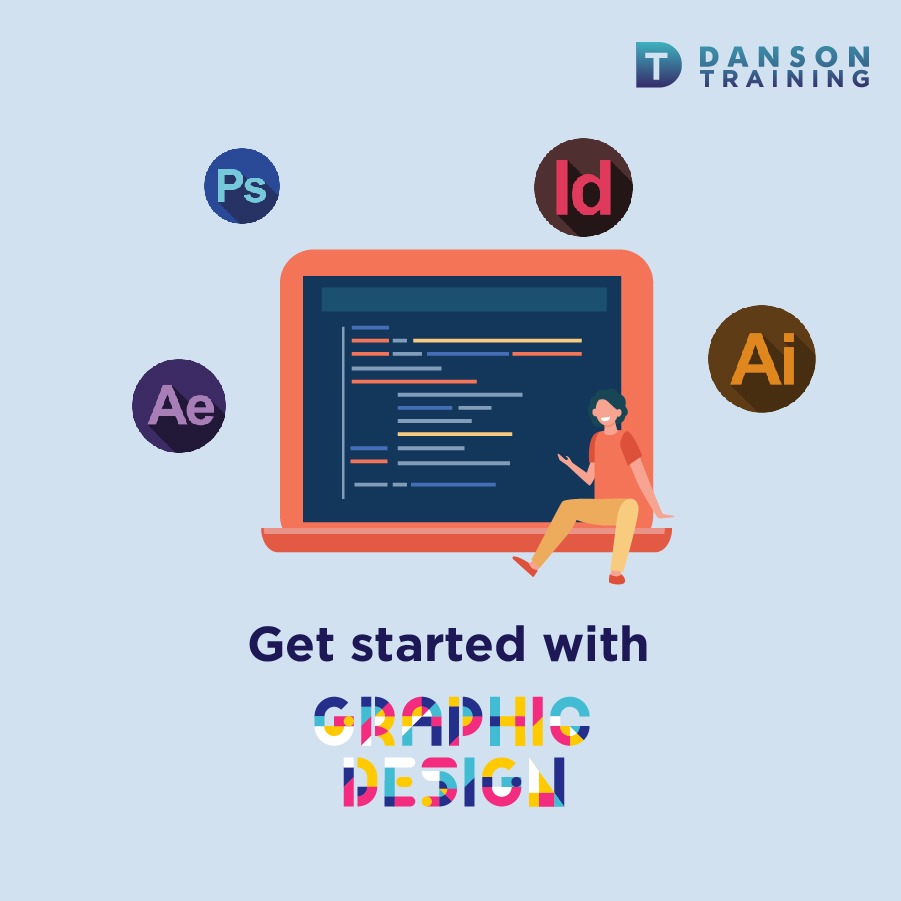 DANSON
TRAINING
Ps
Id
Ai
Ae
Get started with
GRAPHIC
DESIGN